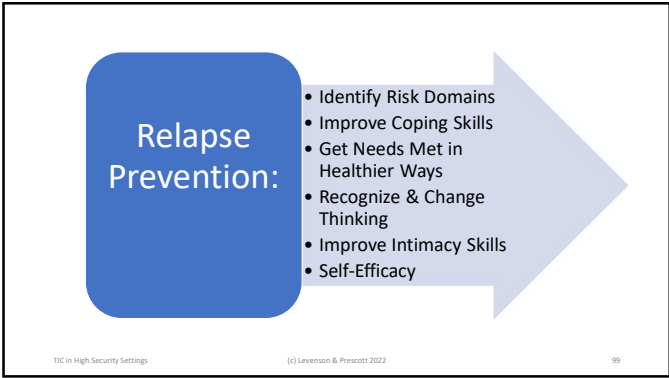 Relapse
Prevention:
• Identify Risk Domains
• Improve Coping Skills
• Get Needs Met in
Healthier Ways
• Recognize & Change
Thinking
• Improve Intimacy Skills
• Self-Efficacy
TIC in High Security Settings
(c) Levenson & Prescott 2022
99